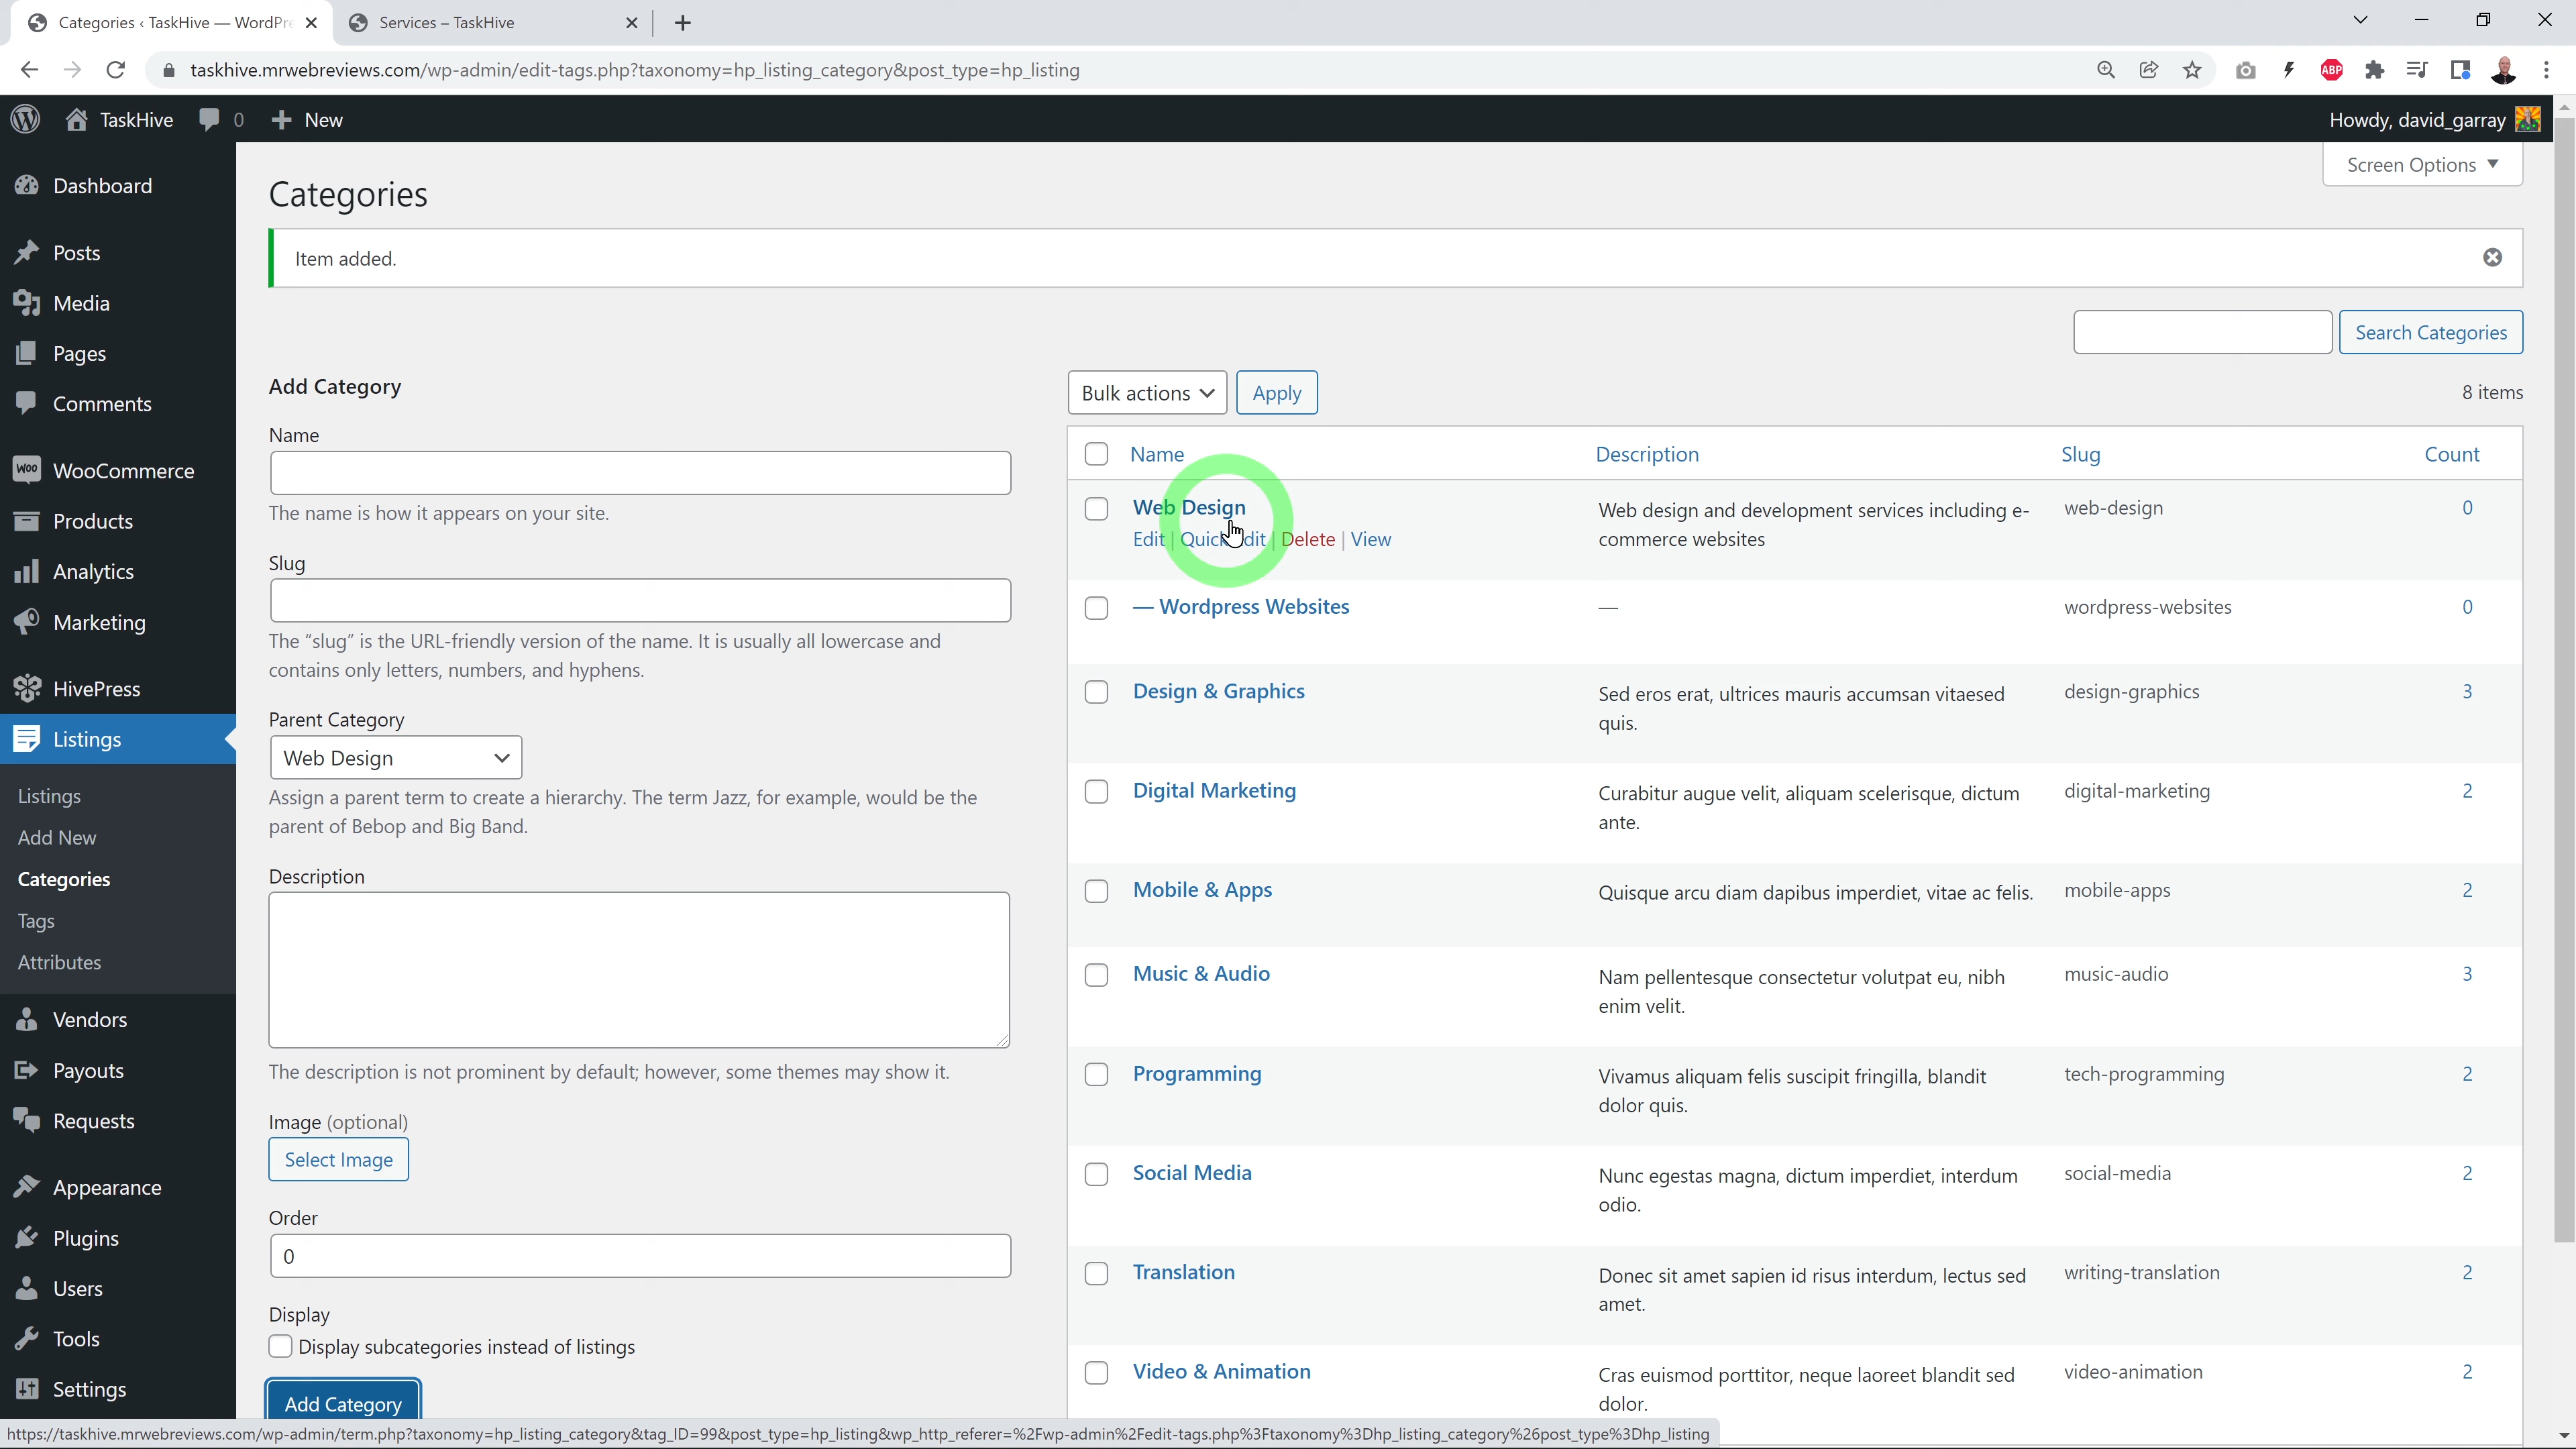 Categories ‹ TaskHive — WordPre
Services – TaskHive
taskhive.mrwebreviews.com/wp-admin/edit-tags.php?taxonomy=hp_listing_category&post_type=hp_listing
ABP
TaskHive
0
New
Howdy, david_garray
Screen Options
Dashboard
Posts
Media
Pages
Comments
WOO
WooCommerce
Products
Analytics
Marketing
HivePress
Listings
Listings
Add New
Categories
Tags
Attributes
Vendors
Payouts
Requests
Appearance
Plugins
Users
Tools
Settings
Categories
Item added.
Search Categories
Add Category
Name
The name is how it appears on your site.
Slug
The “slug” is the URL-friendly version of the name. It is usually all lowercase and
contains only letters, numbers, and hyphens.
Parent Category
Web Design
Assign a parent term to create a hierarchy. The term Jazz, for example, would be the
parent of Bebop and Big Band.
Description
The description is not prominent by default; however, some themes may show it.
Image (optional)
Select Image
Order
0
Display
Display subcategories instead of listings
Add Category
Bulk actions
Apply
8 items
Name Description Slug Count
Web Design
Edit | Quick | Delete | View
Web design and development services including e-
commerce websites
web-design
0
— Wordpress Websites
—
wordpress-websites
0
Design & Graphics
Sed eros erat, ultrices mauris accumsan vitaesed
quis.
design-graphics
3
Digital Marketing
Curabitur augue velit, aliquam scelerisque, dictum
ante.
digital-marketing
2
Mobile & Apps
Quisque arcu diam dapibus imperdiet, vitae ac felis.
mobile-apps
2
Music & Audio
Nam pellentesque consectetur volutpat eu, nibh
enim velit.
music-audio
3
Programming
Vivamus aliquam felis suscipit fringilla, blandit
dolor quis.
tech-programming
2
Social Media
Nunc egestas magna, dictum imperdiet, interdum
odio.
social-media
2
Translation
Donec sit amet sapien id risus interdum, lectus sed
amet.
writing-translation
2
Video & Animation
Cras euismod porttitor, neque laoreet blandit sed
dolor.
video-animation
2
https://taskhive.mrwebreviews.com/wp-admin/term.php?taxonomy=hp_listing_category&tag_ID=99&post_type=hp_listing&wp_http_referer=%2Fwp-admin%2Fedit-tags.php%3Ftaxonomy%3Dhp_listing_category%26post_type%3Dhp_listing